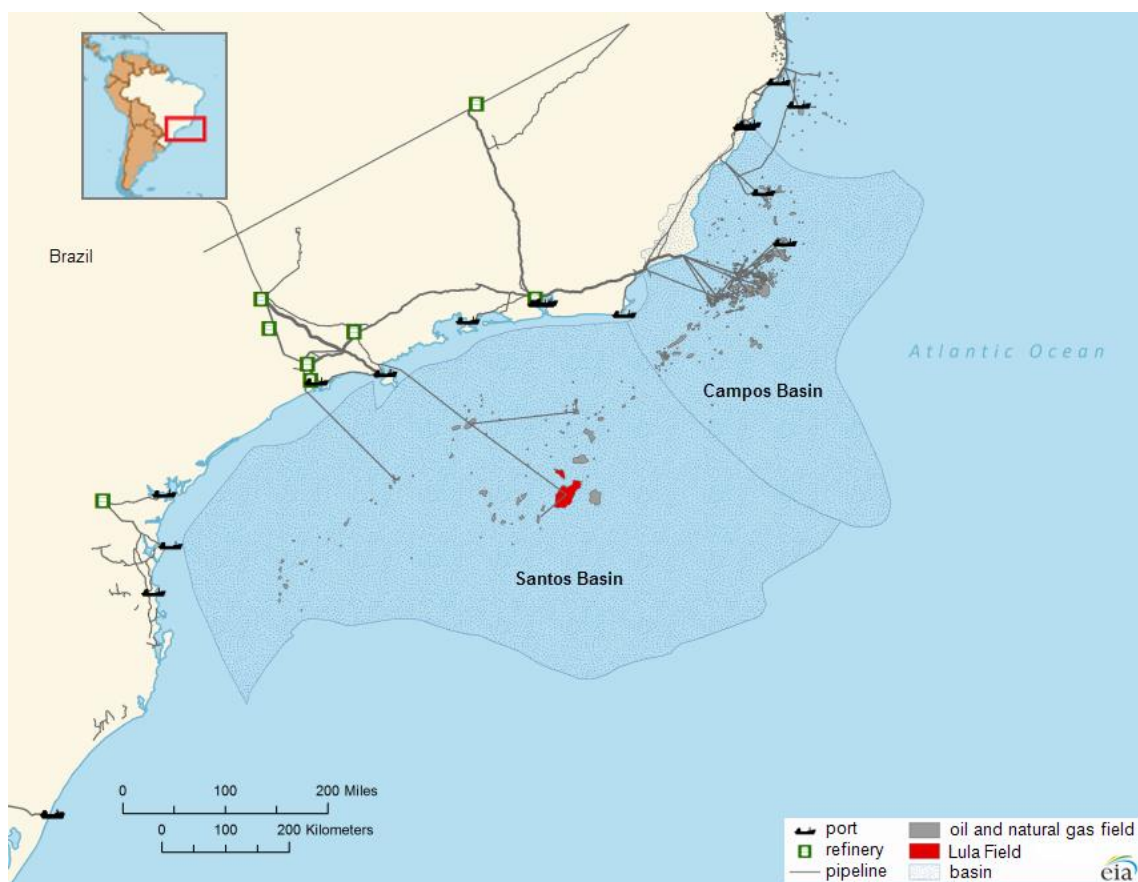 Brazil
Atlantic Ocean
Campos Basin
Santos Basin
0 100 200 Miles
0 100 200 Kilometers
port
refinery
pipeline
oil and natural gas field
Lula Field
basin
eia